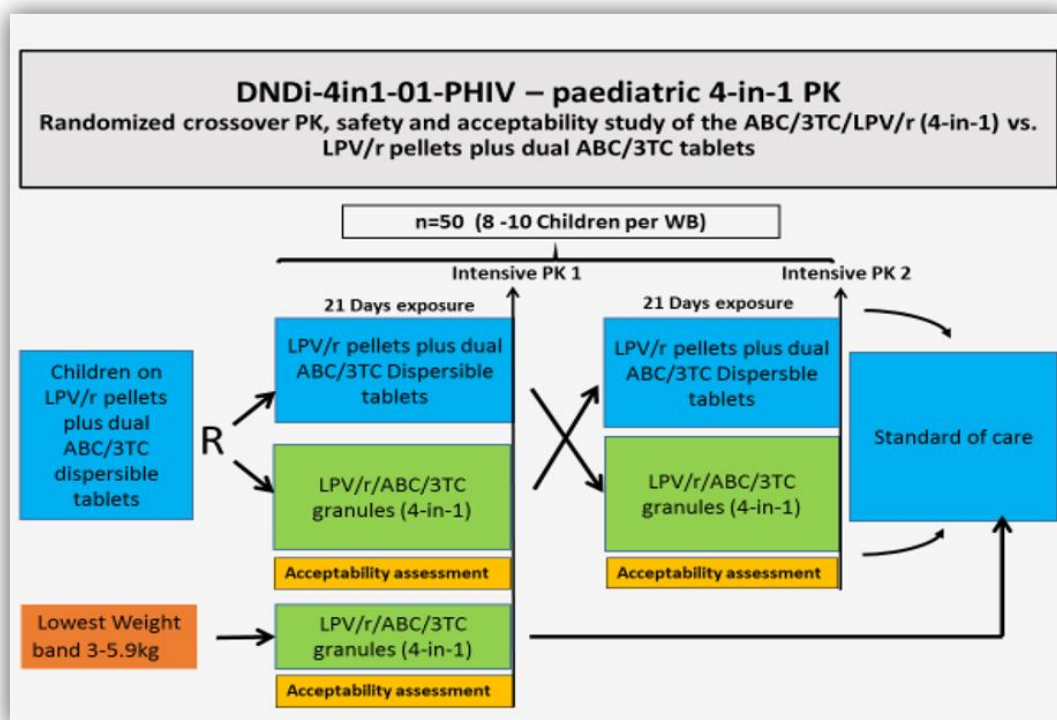 DNDi-4in1-01-PHIV – paediatric 4-in-1 PK
Randomized crossover PK, safety and acceptability study of the ABC/3TC/LPV/r (4-in-1) vs.
LPV/r pellets plus dual ABC/3TC tablets
n=50 (8 -10 Children per WB)
Intensive PK 1
Intensive PK 2
21 Days exposure
21 Days exposure
Children on
LPV/r pellets
plus dual
ABC/3TC
dispersible
tablets
R
LPV/r pellets plus dual
ABC/3TC Dispersible
tablets
LPV/r/ABC/3TC
granules (4-in-1)
Acceptability assessment
LPV/r pellets plus dual
ABC/3TC Dispersble
tablets
LPV/r/ABC/3TC
granules (4-in-1)
Acceptability assessment
Standard of care
Lowest Weight
band 3-5.9kg
LPV/r/ABC/3TC
granules (4-in-1)
Acceptability assessment